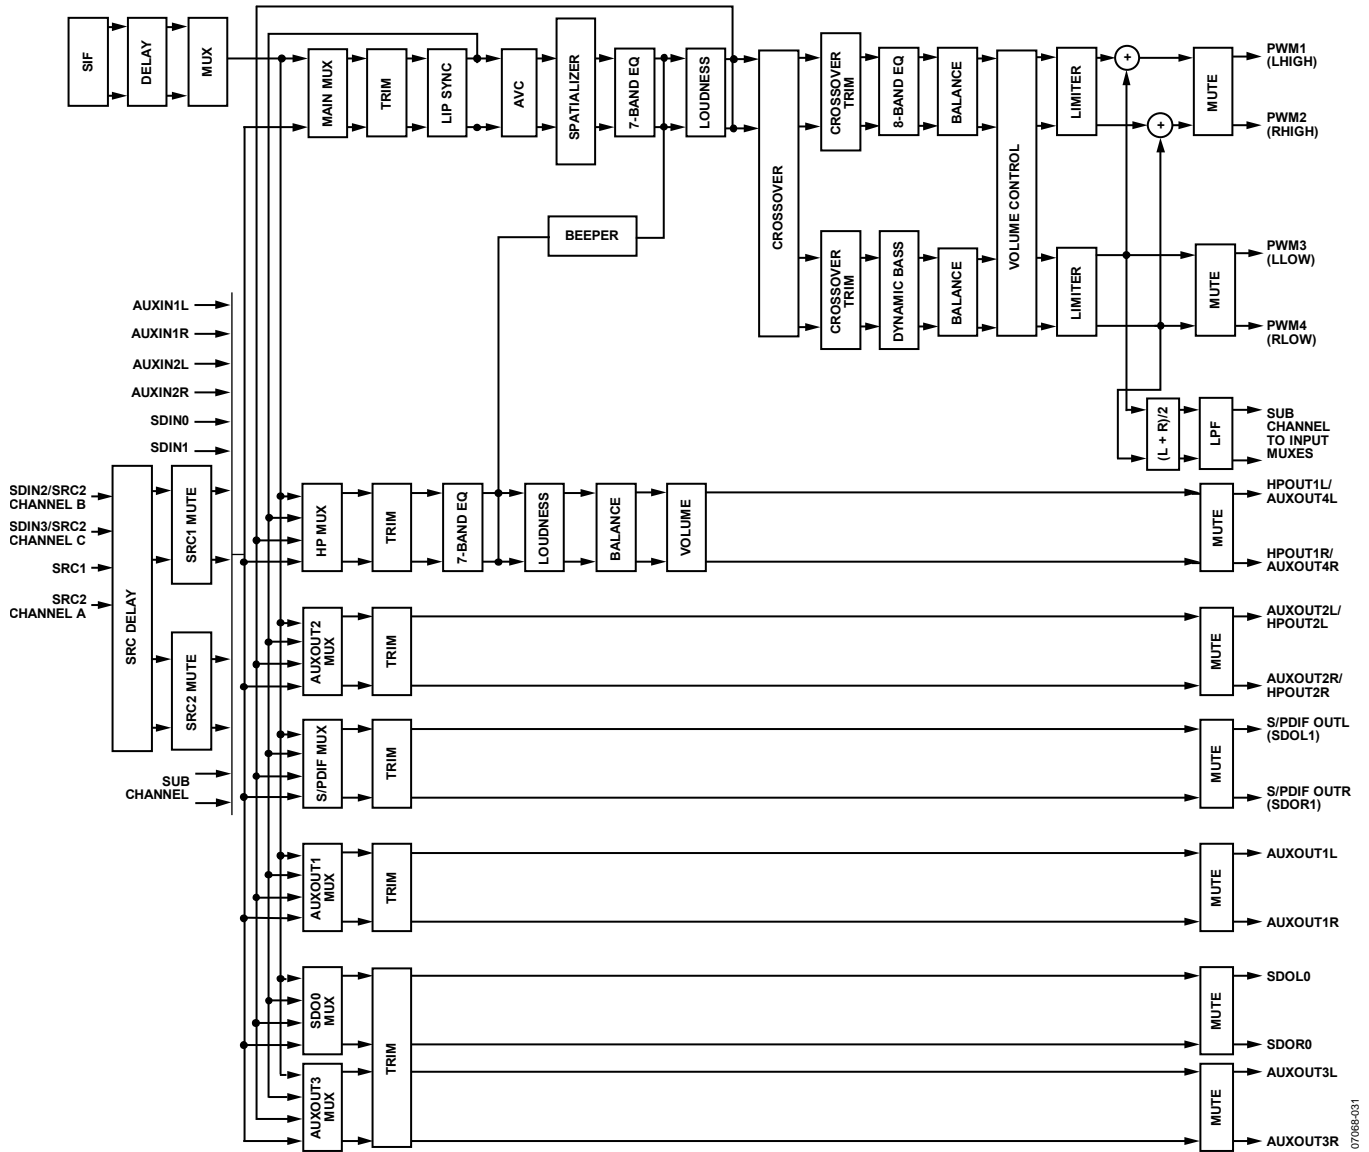 SIF
DELAY
MUX
MAIN MUX
TRIM
LIP SYNC
AVC
SPATIALIZER
7-BAND EQ
LOUDNESS
CROSSOVER
CROSSOVER
TRIM
8-BAND EQ
BALANCE
VOLUME CONTROL
LIMITER
+
+
MUTE
PWM1
(LHIGH)
PWM2
(RHIGH)
BEEPER
CROSSOVER
TRIM
DYNAMIC BASS
BALANCE
LIMITER
MUTE
PWM3
(LLOW)
PWM4
(RLOW)
(L + R)/2
LPF
SUB
CHANNEL
TO INPUT
MUXES
AUXIN1L
AUXIN1R
AUXIN2L
AUXIN2R
SDIN0
SDIN1
SDIN2/SRC2
CHANNEL B
SDIN3/SRC2
CHANNEL C
SRC1
SRC2
CHANNEL A
SRC DELAY
SRC1 MUTE
SRC2 MUTE
SUB
CHANNEL
HP MUX
TRIM
7-BAND EQ
LOUDNESS
BALANCE
VOLUME
MUTE
HPOUT1L/
AUXOUT4L
HPOUT1R/
AUXOUT4R
AUXOUT2
MUX
TRIM
MUTE
AUXOUT2L/
HPOUT2L
AUXOUT2R/
HPOUT2R
S/PDIF MUX
TRIM
MUTE
S/PDIF OUTL
(SDOL1)
S/PDIF OUTR
(SDOR1)
AUXOUT1
MUX
TRIM
MUTE
AUXOUT1L
AUXOUT1R
SDO0
MUX
TRIM
MUTE
SDOL0
SDOR0
AUXOUT3
MUX
MUTE
AUXOUT3L
AUXOUT3R
07068-031